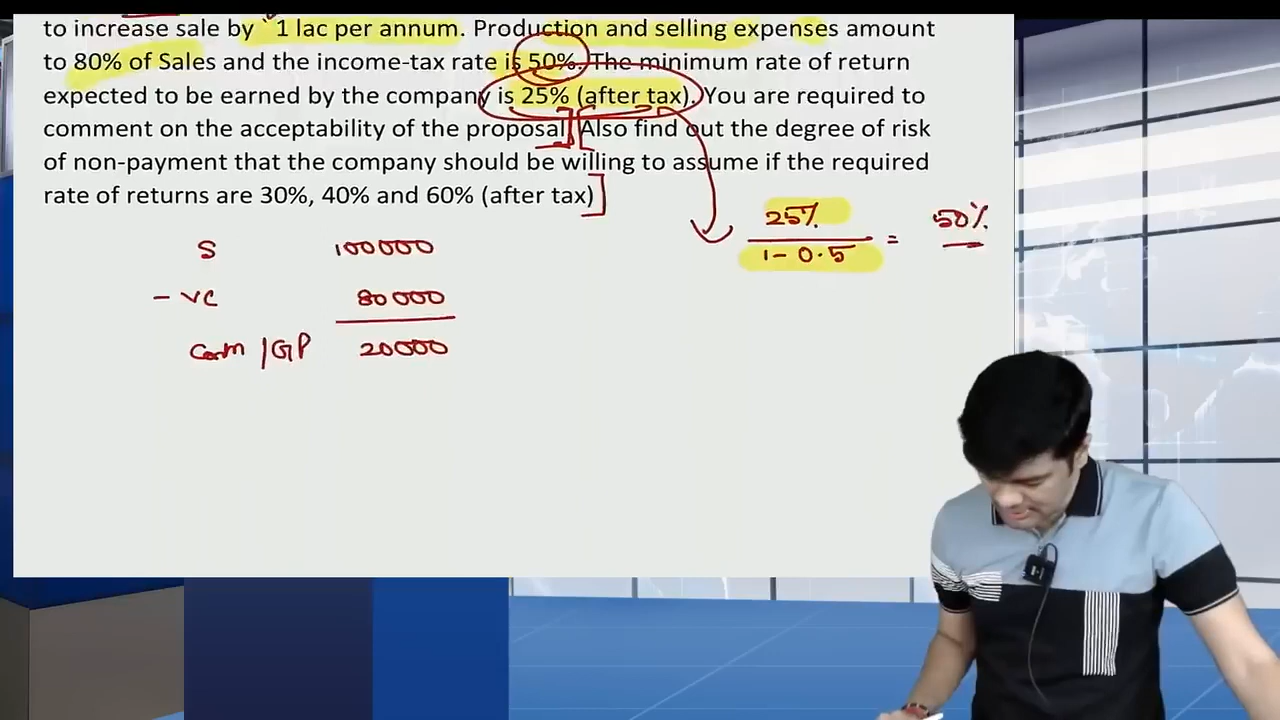 to increase sale by ` 1 lac per annum. Production and selling expenses amount
to 80% of Sales and the income-tax rate is 50%. The minimum rate of return
expected to be earned by the company is 25% (after tax). You are required to
comment on the acceptability of the proposal. Also find out the degree of risk
of non-payment that the company should be willing to assume if the required
rate of returns are 30%, 40% and 60% (after tax)
25%
1 - 0.5
= 50%
S 100000
- VC 80000
Contn / GP 20000